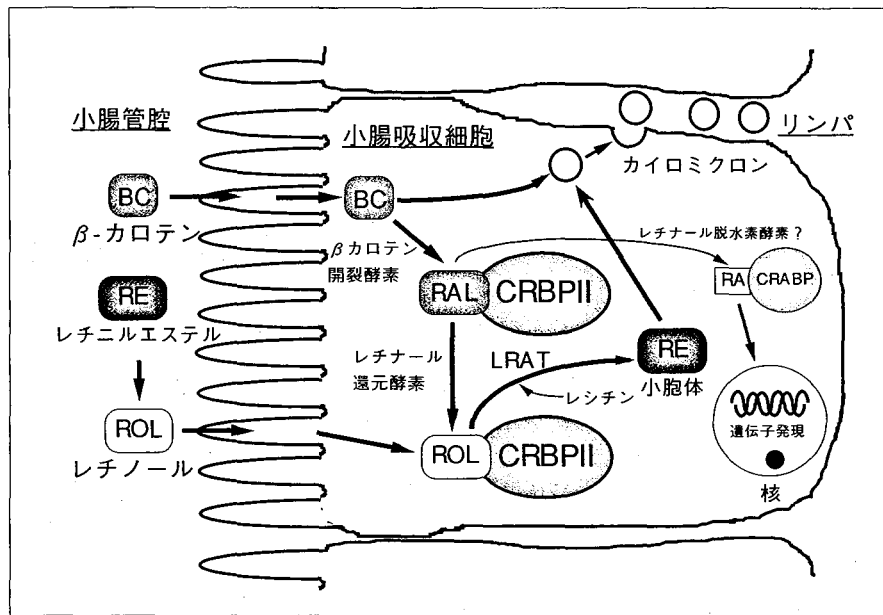 小腸管腔
小腸吸収細胞
リンパ
カイロミクロン
BC
β-カロテン
BC
βカロテン
開裂酵素
レチナール脱水素酵素?
RAL
CRBPII
RA
CRABP
RE
レチニルエステル
レチナール
還元酵素
LRAT
レシチン
RE
小胞体
ROL
レチノール
ROL
CRBPII
遺伝子発現
核